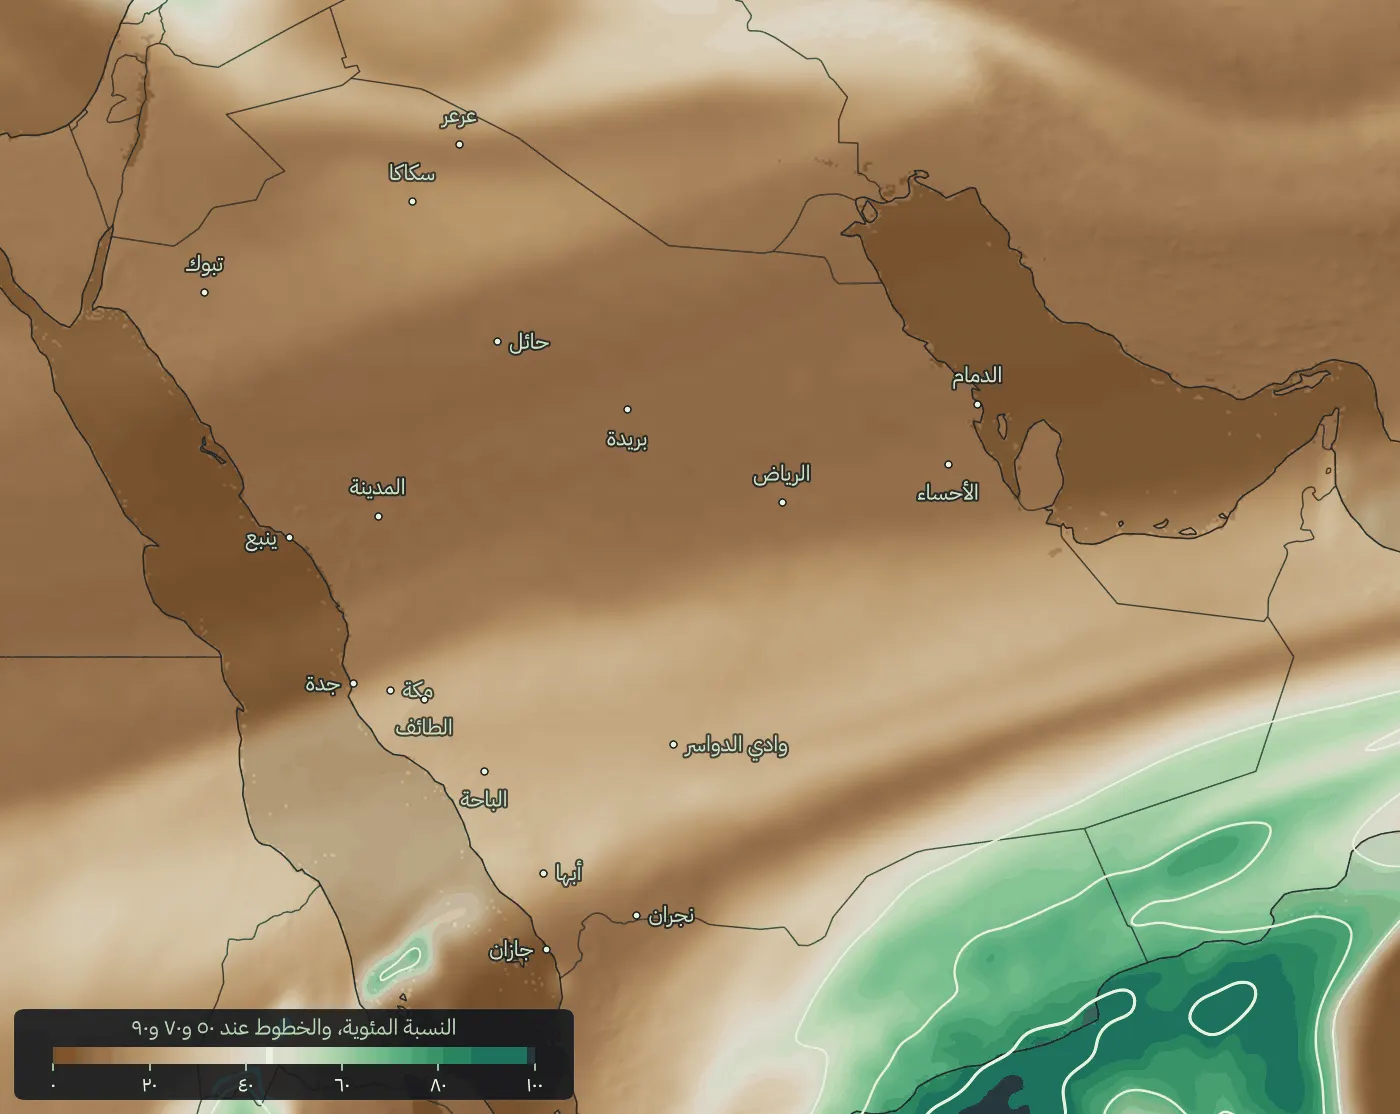 عرعر
سكاكا
تبوك
حائل
الدمام
بريدة
الرياض
الأحساء
المدينة
ينبع
جدة
مكة
الطائف
وادي الدواسر
الباحة
أبها
نجران
جازان
النسبة المئوية، والخطوط عند ٥٠ و٧٠ و٩٠
٠ ٢٠ ٤٠ ٦٠ ٨٠ ١٠٠